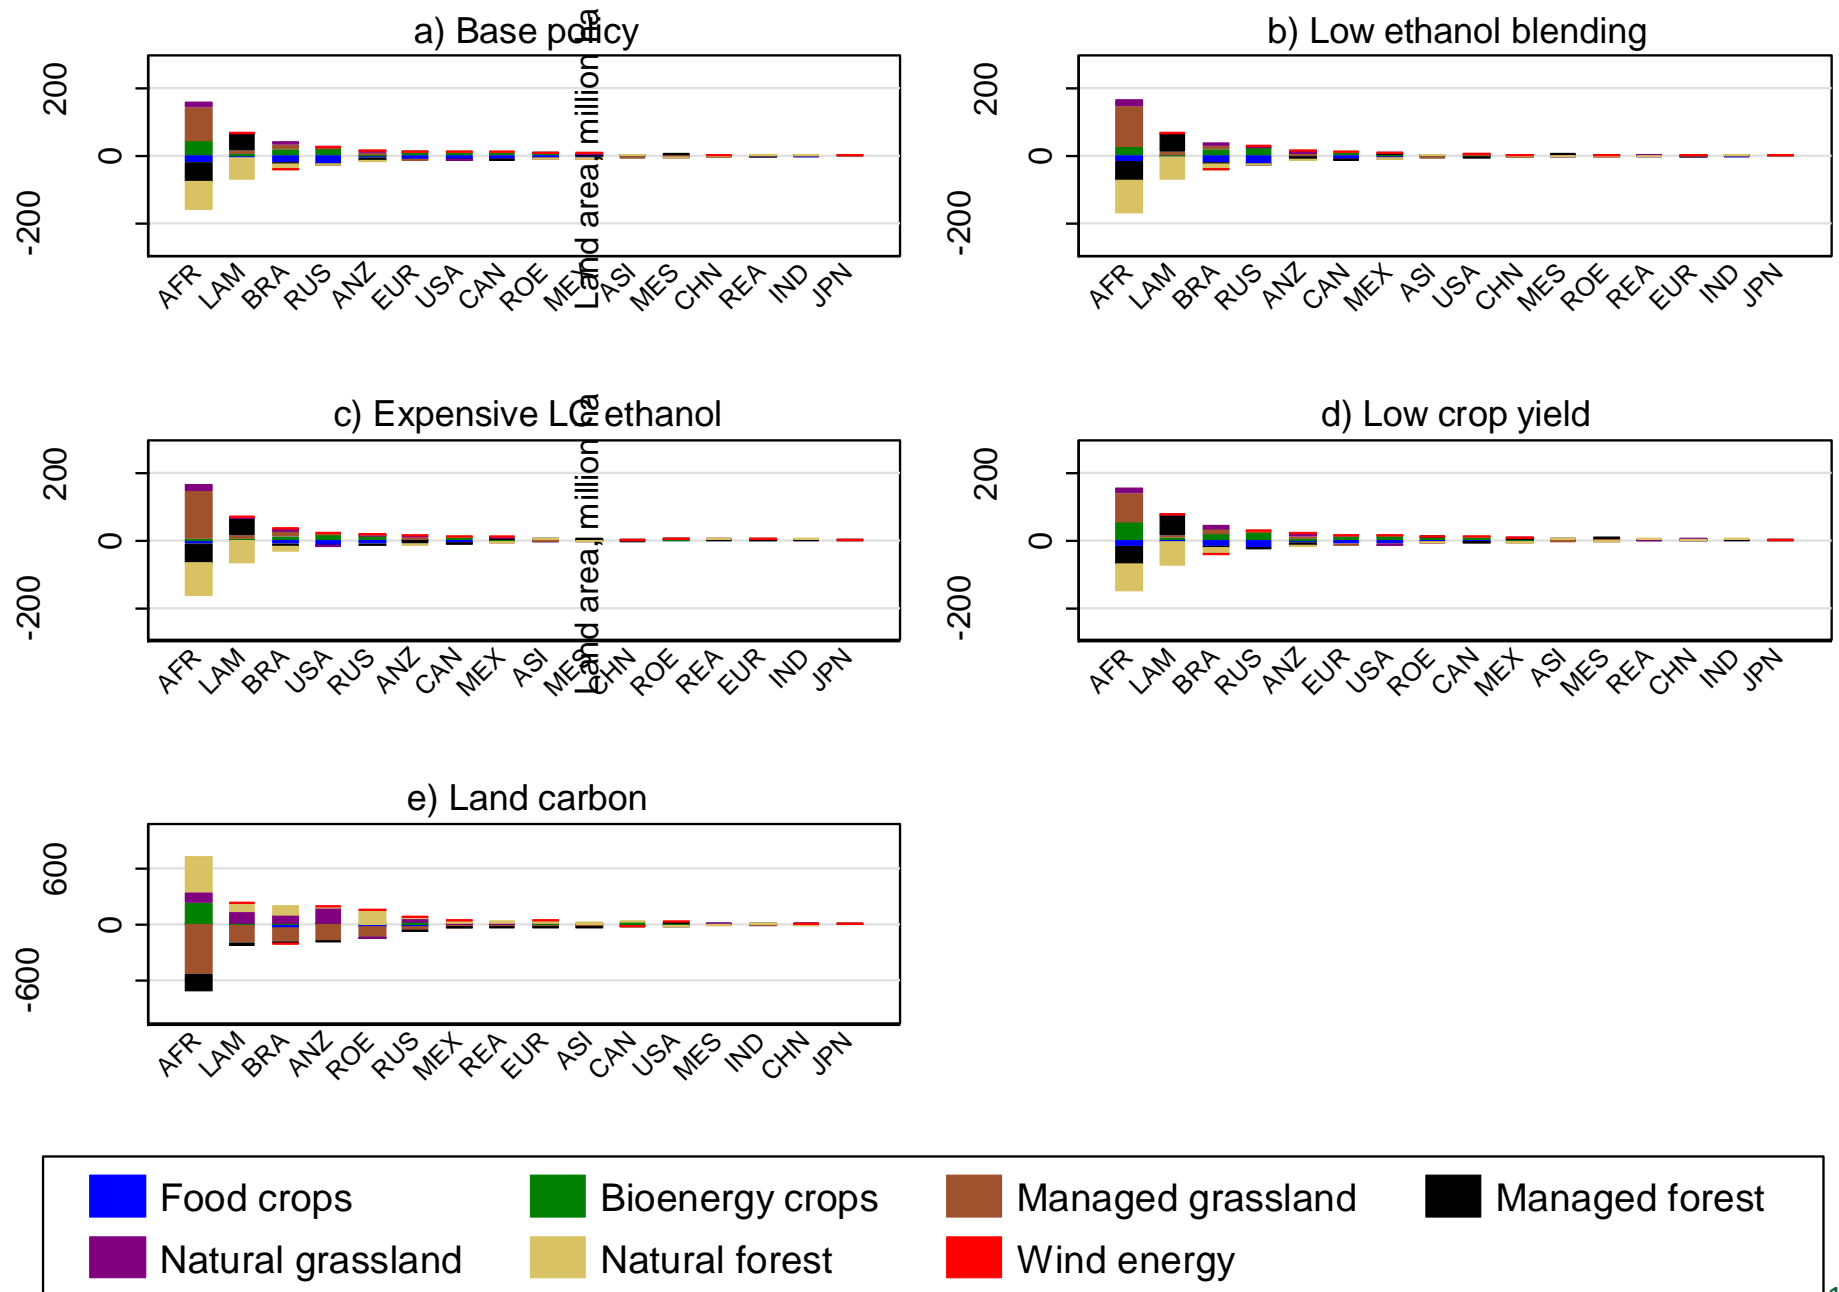 a) Base policy
b) Low ethanol blending
200
0
-200
Land area, million ha
AFR LAM BRA RUS ANZ EUR USA CAN ROE MEX ASI MES CHN REA IND JPN
200
0
-200
AFR LAM BRA RUS ANZ CAN MEX ASI USA CHN MES ROE REA EUR IND JPN
c) Expensive LC ethanol
d) Low crop yield
200
0
-200
Land area, million ha
AFR LAM BRA USA RUS ANZ CAN MEX ASI MES CHN ROE REA EUR IND JPN
200
0
-200
AFR LAM BRA RUS ANZ EUR USA ROE CAN MEX ASI MES REA CHN IND JPN
e) Land carbon
600
0
-600
AFR LAM BRA ANZ ROE RUS MEX REA EUR ASI CAN USA MES IND CHN JPN
Food crops Bioenergy crops Managed grassland Managed forest
Natural grassland Natural forest Wind energy